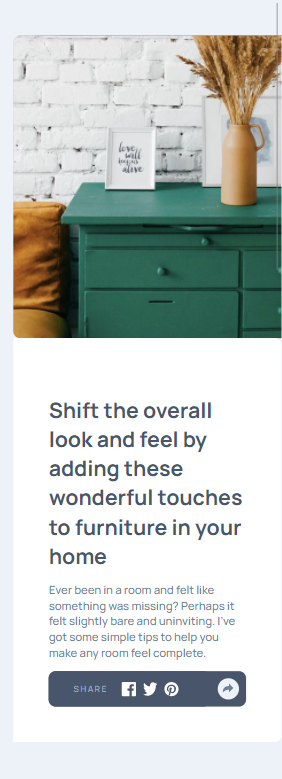 love
will
keep us
alive
Shift the overall
look and feel by
adding these
wonderful touches
to furniture in your
home
Ever been in a room and felt like
something was missing? Perhaps it
felt slightly bare and uninviting. I've
got some simple tips to help you
make any room feel complete.
SHARE